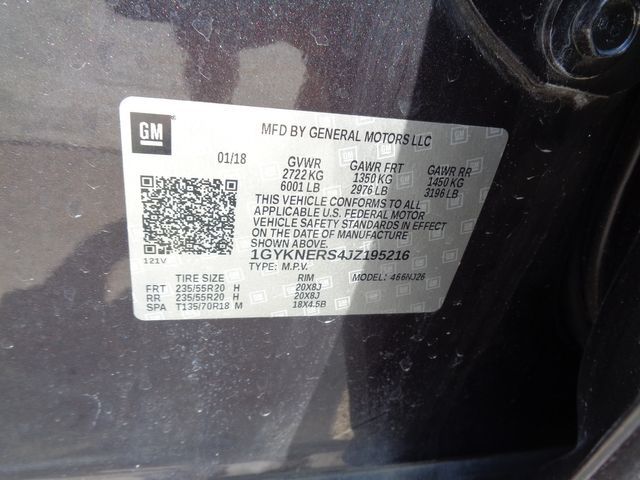 GM
MFD BY GENERAL MOTORS LLC
01/18 GVWR GAWR FRT GAWR RR
2722 KG 1350 KG 1450 KG
6001 LB 2976 LB 3196 LB
THIS VEHICLE CONFORMS TO ALL
APPLICABLE U.S. FEDERAL MOTOR
VEHICLE SAFETY STANDARDS IN EFFECT
ON THE DATE OF MANUFACTURE
SHOWN ABOVE.
1GYKNERS4JZ195216
121V TYPE: M.P.V.
TIRE SIZE RIM MODEL: 466NJ26
FRT 235/55R20 H 20X8J
RR 235/55R20 H 20X8J
SPA T135/70R18 M 18X4.5B